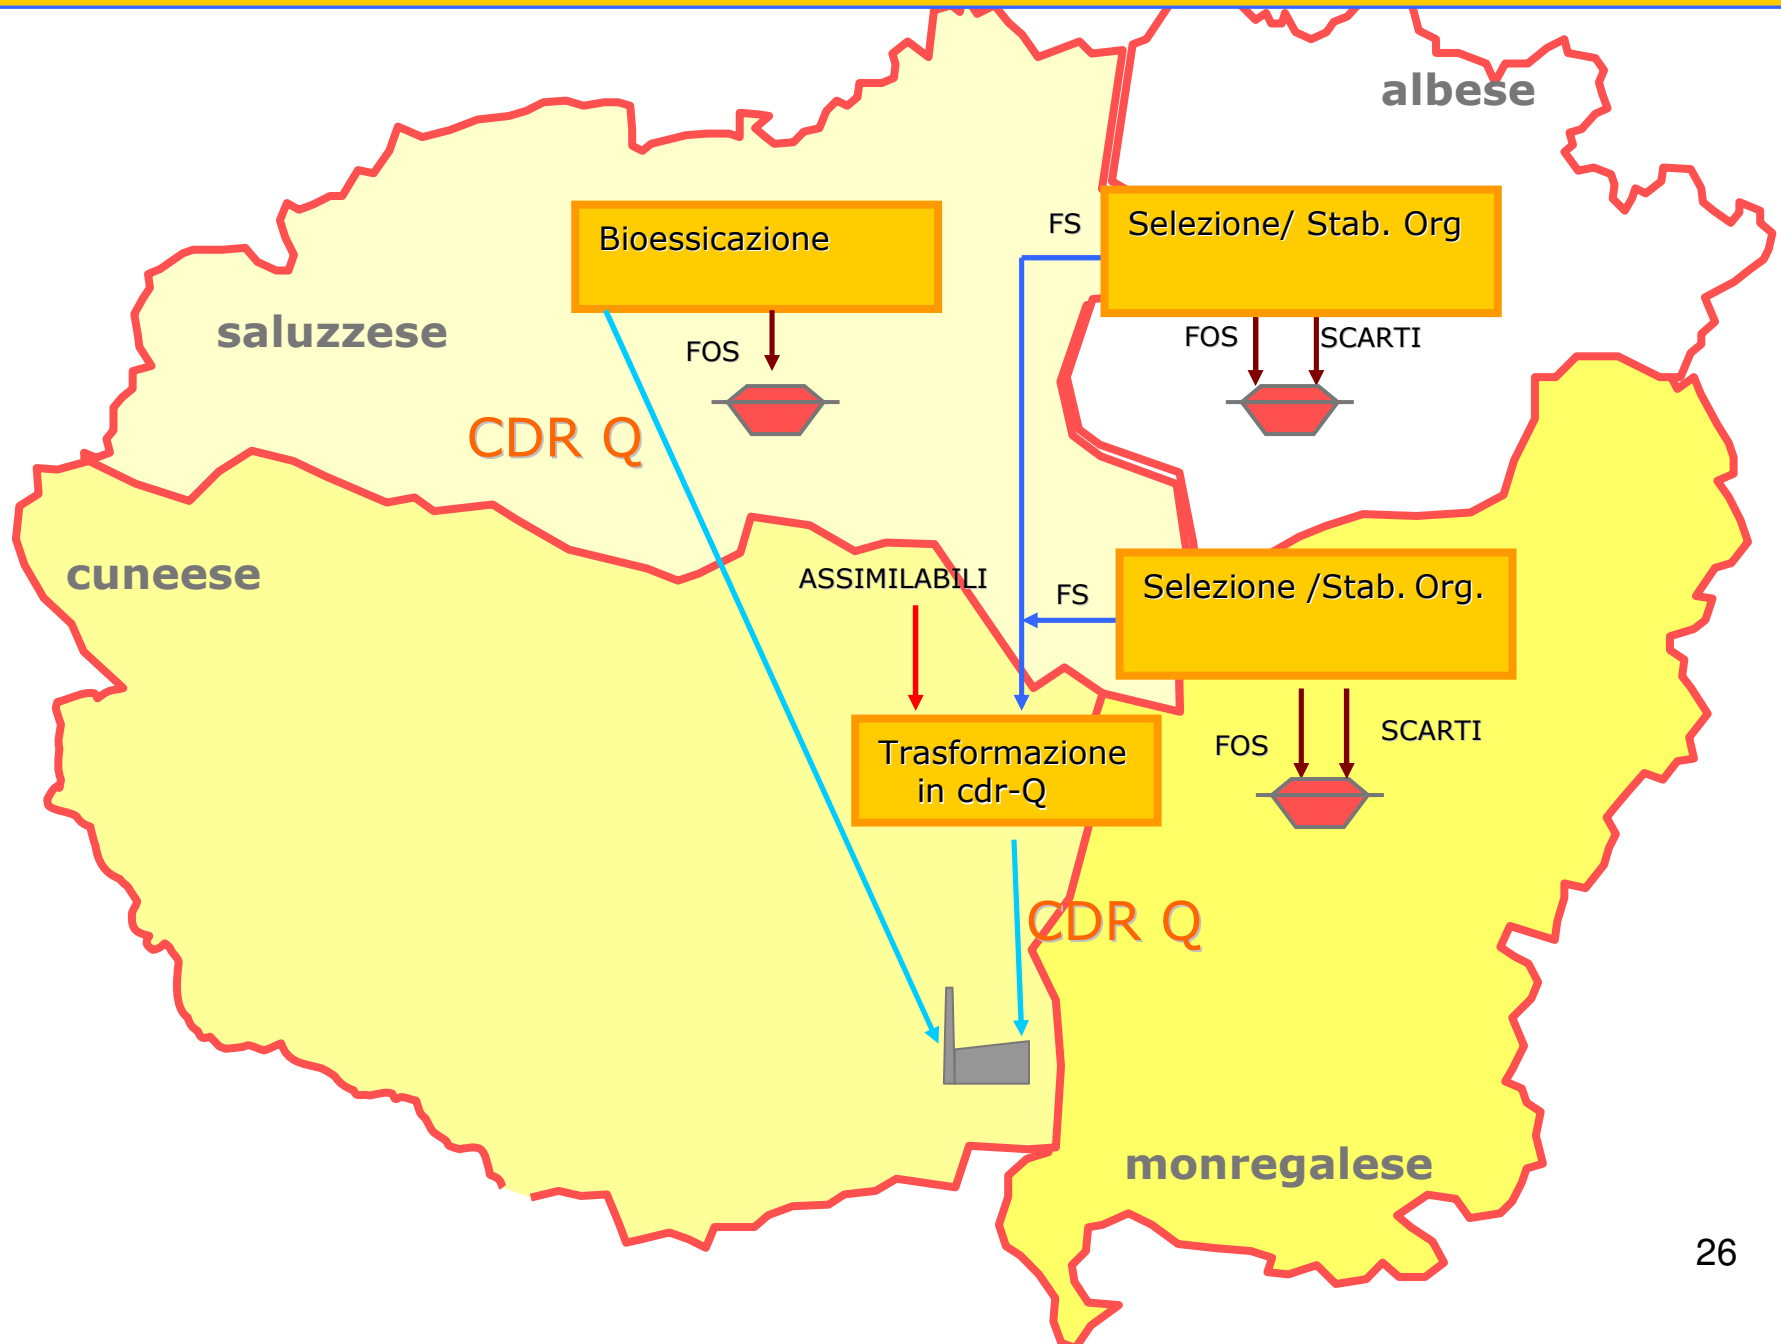 albese
Bioessicazione
FS
Selezione/ Stab. Org
saluzzese
FOS
FOS
SCARTI
CDR Q
cuneese
ASSIMILABILI
FS
Selezione /Stab. Org.
Trasformazione
in cdr-Q
FOS
SCARTI
CDR Q
monregalese
26